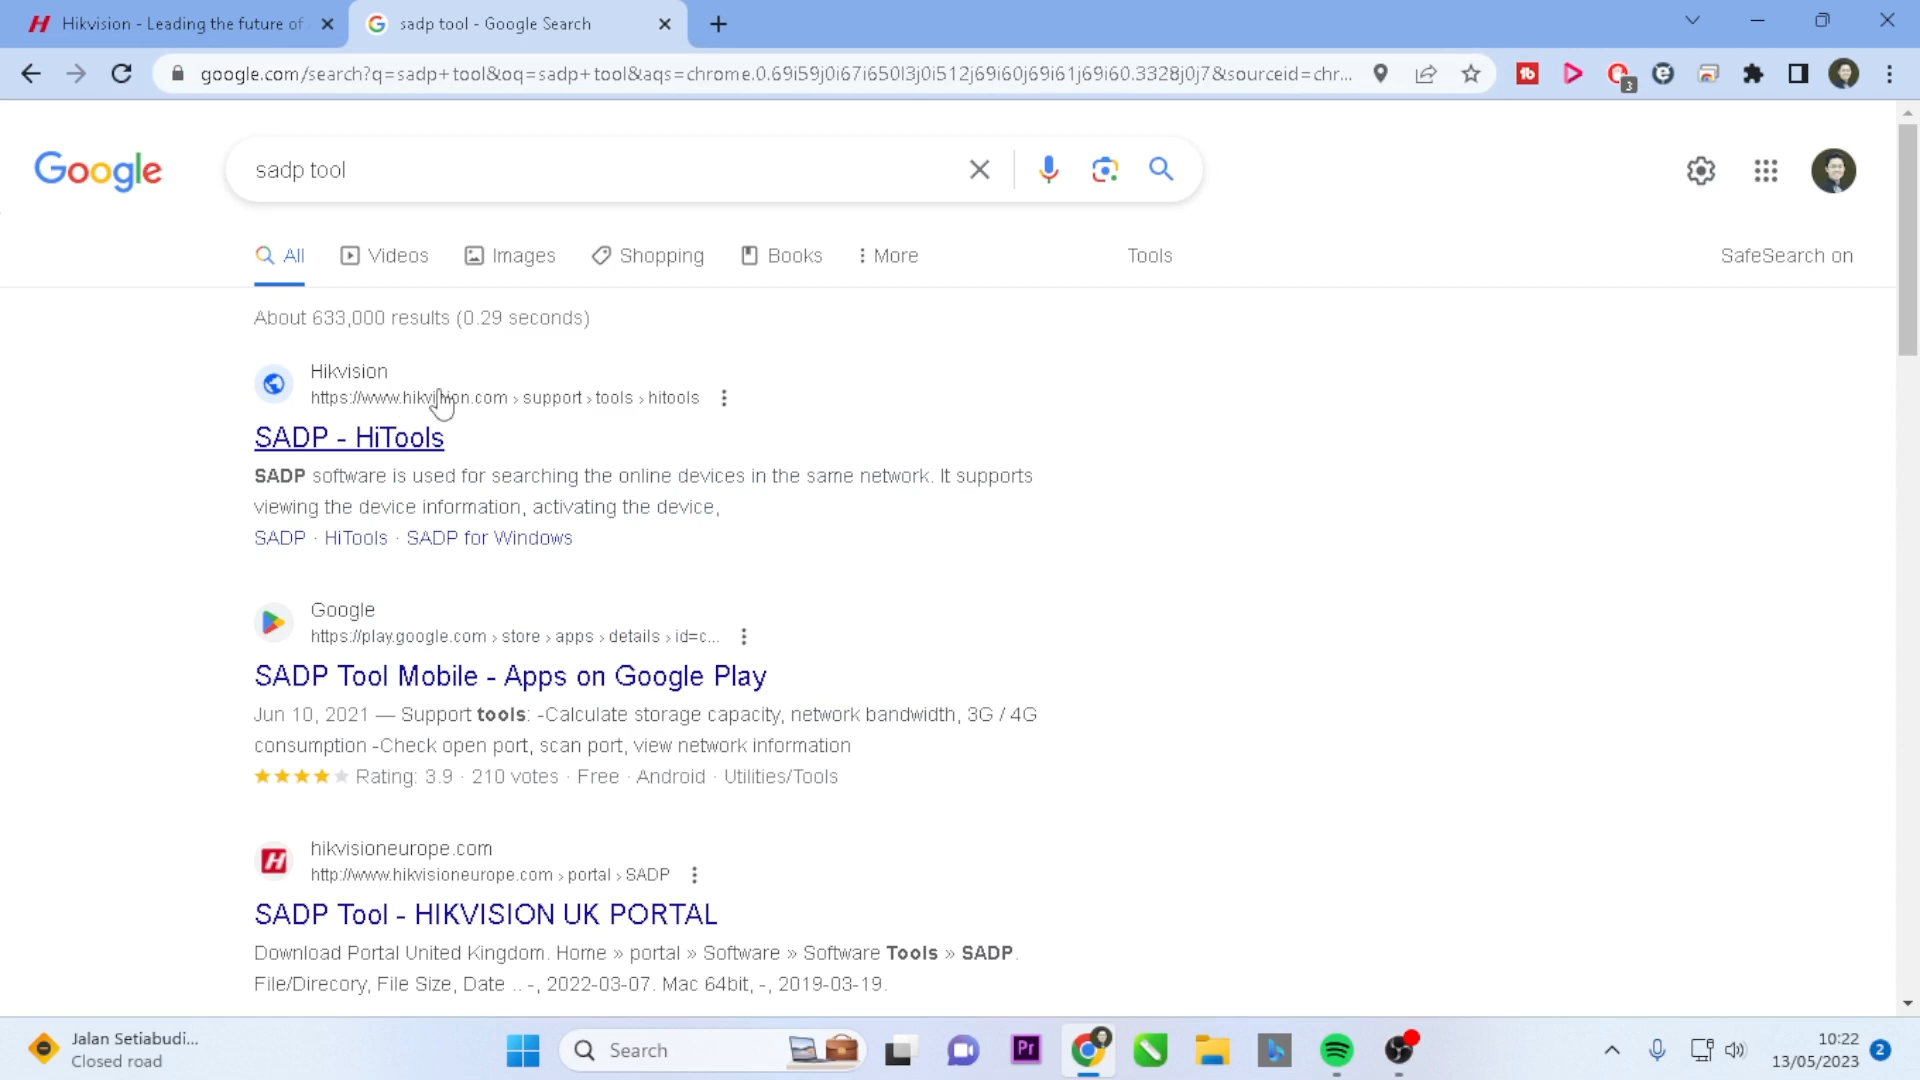 Hikvision - Leading the future of
sadp tool - Google Search
google.com/search?q=sadp+tool&oq=sadp+tool&aqs=chrome.0.69i59j0i67i650l3j0i512j69i60j69i61j69i60.3328j0j7&sourceid=chr...
3
Google
sadp tool
All
Videos
Images
Shopping
Books
More
Tools
SafeSearch on
About 633,000 results (0.29 seconds)
Hikvision
https://www.hikvision.com › support › tools › hitools
SADP - HiTools
SADP software is used for searching the online devices in the same network. It supports
viewing the device information, activating the device,
SADP · HiTools · SADP for Windows
Google
https://play.google.com › store › apps › details › id=c...
SADP Tool Mobile - Apps on Google Play
Jun 10, 2021 — Support tools: -Calculate storage capacity, network bandwidth, 3G / 4G
consumption -Check open port, scan port, view network information
Rating: 3.9 · 210 votes · Free · Android · Utilities/Tools
hikvisioneurope.com
http://www.hikvisioneurope.com › portal › SADP
SADP Tool - HIKVISION UK PORTAL
Download Portal United Kingdom. Home » portal » Software » Software Tools » SADP.
File/Direcory, File Size, Date .. -, 2022-03-07. Mac 64bit, -, 2019-03-19.
Jalan Setiabudi...
Closed road
Search
Pr
10:22
13/05/2023
2